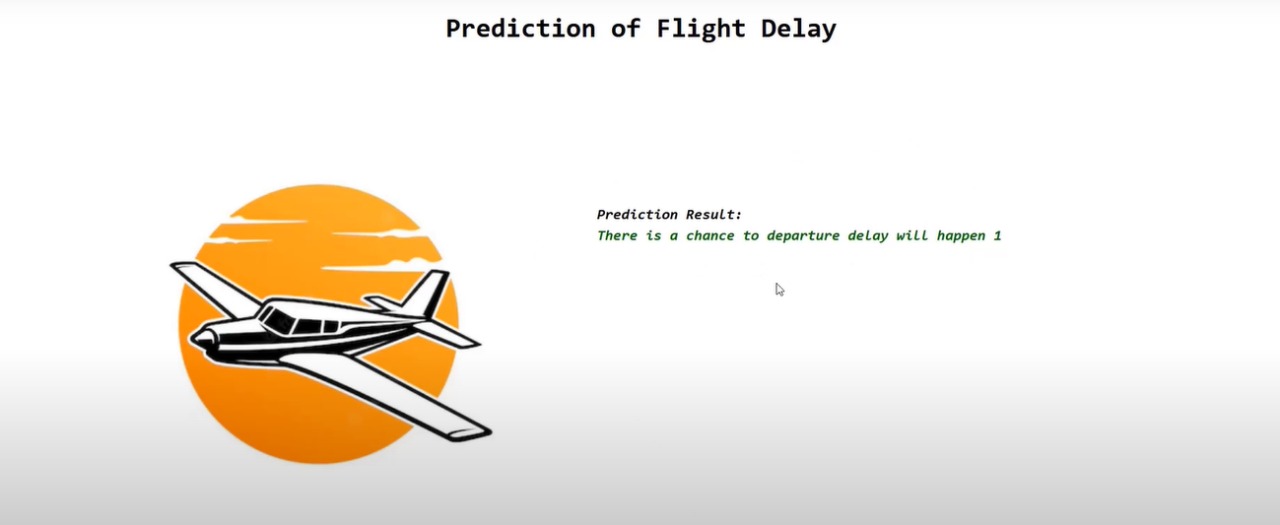 Prediction of Flight Delay
Prediction Result:
There is a chance to departure delay will happen 1